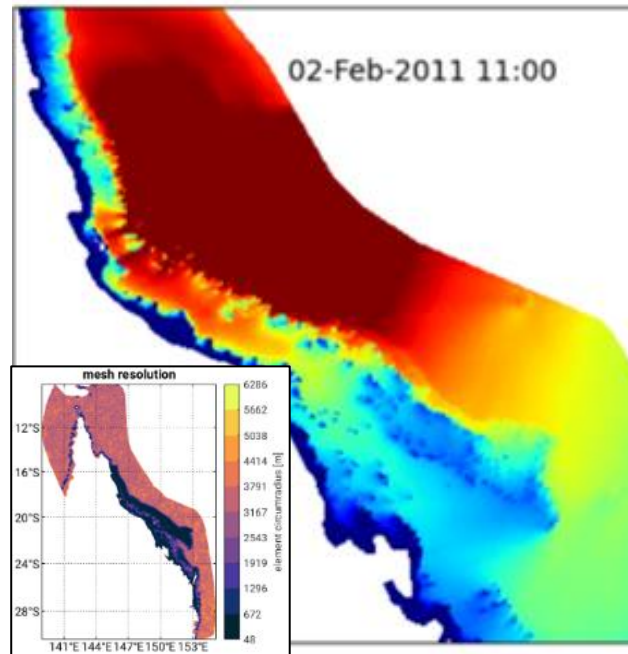 02-Feb-2011 11:00
mesh resolution
12°S
16°S
20°S
24°S
28°S
141°E 144°E 147°E 150°E 153°E
6286
5662
5038
4414
3791
3167
2543
1919
1296
672
48
element circumradius [m]